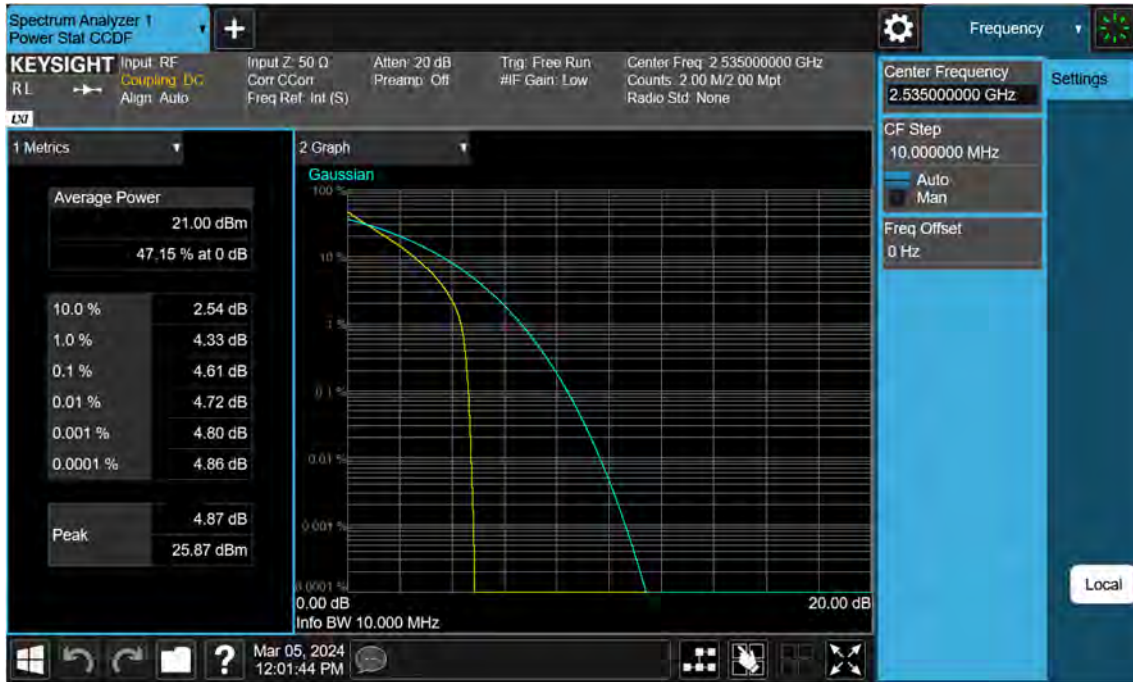 Spectrum Analyzer 1
Power Stat CCDF
Frequency
KEYSIGHT
RL
LXI
Input: RF
Coupling: DC
Align: Auto
Input Z: 50 Ω
Corr CCorr
Freq Ref: Int (S)
Atten: 20 dB
Preamp: Off
Trig: Free Run
#IF Gain: Low
Center Freq: 2.535000000 GHz
Counts: 2.00 M/2.00 Mpt
Radio Std: None
Center Frequency
2.535000000 GHz
Settings
CF Step
10.000000 MHz
Auto
Man
Freq Offset
0 Hz
1 Metrics
Average Power
21.00 dBm
47.15 % at 0 dB
10.0 % 2.54 dB
1.0 % 4.33 dB
0.1 % 4.61 dB
0.01 % 4.72 dB
0.001 % 4.80 dB
0.0001 % 4.86 dB
Peak
4.87 dB
25.87 dBm
2 Graph
Gaussian
100 %
10 %
1 %
0.1 %
0.01 %
0.001 %
0.0001 %
0.00 dB 20.00 dB
Info BW 10.000 MHz
Local
?
Mar 05, 2024
12:01:44 PM